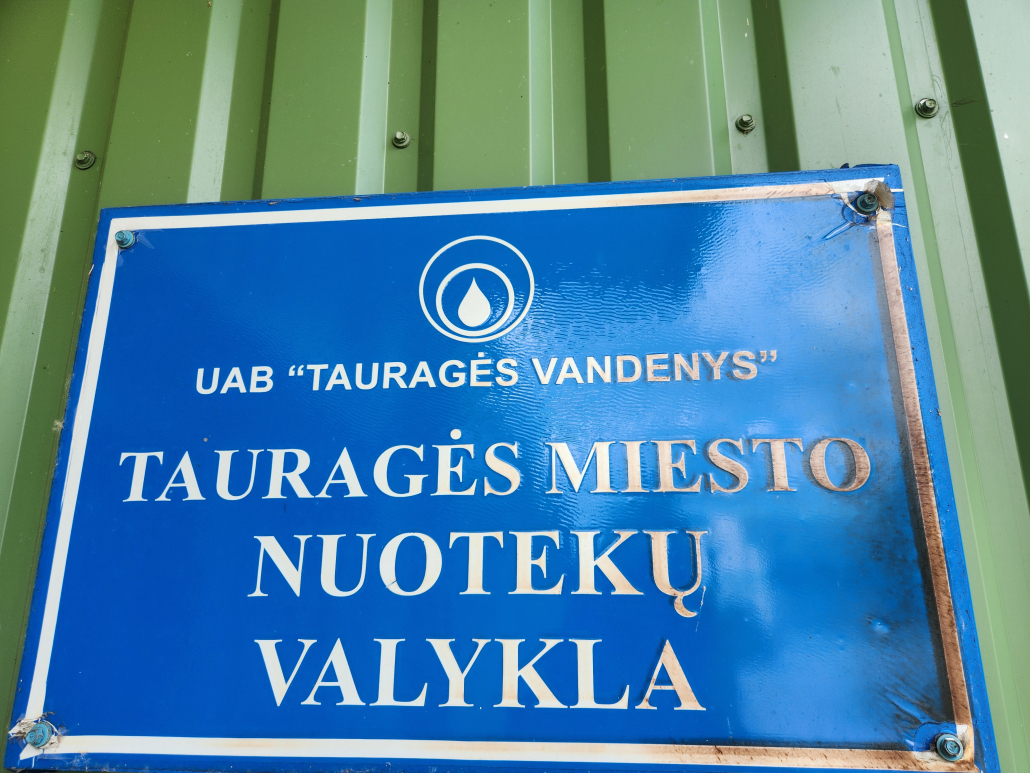 UAB “TAURAGĖS VANDENYS”
TAURAGĖS MIESTO
NUOTEKŲ
VALYKLA